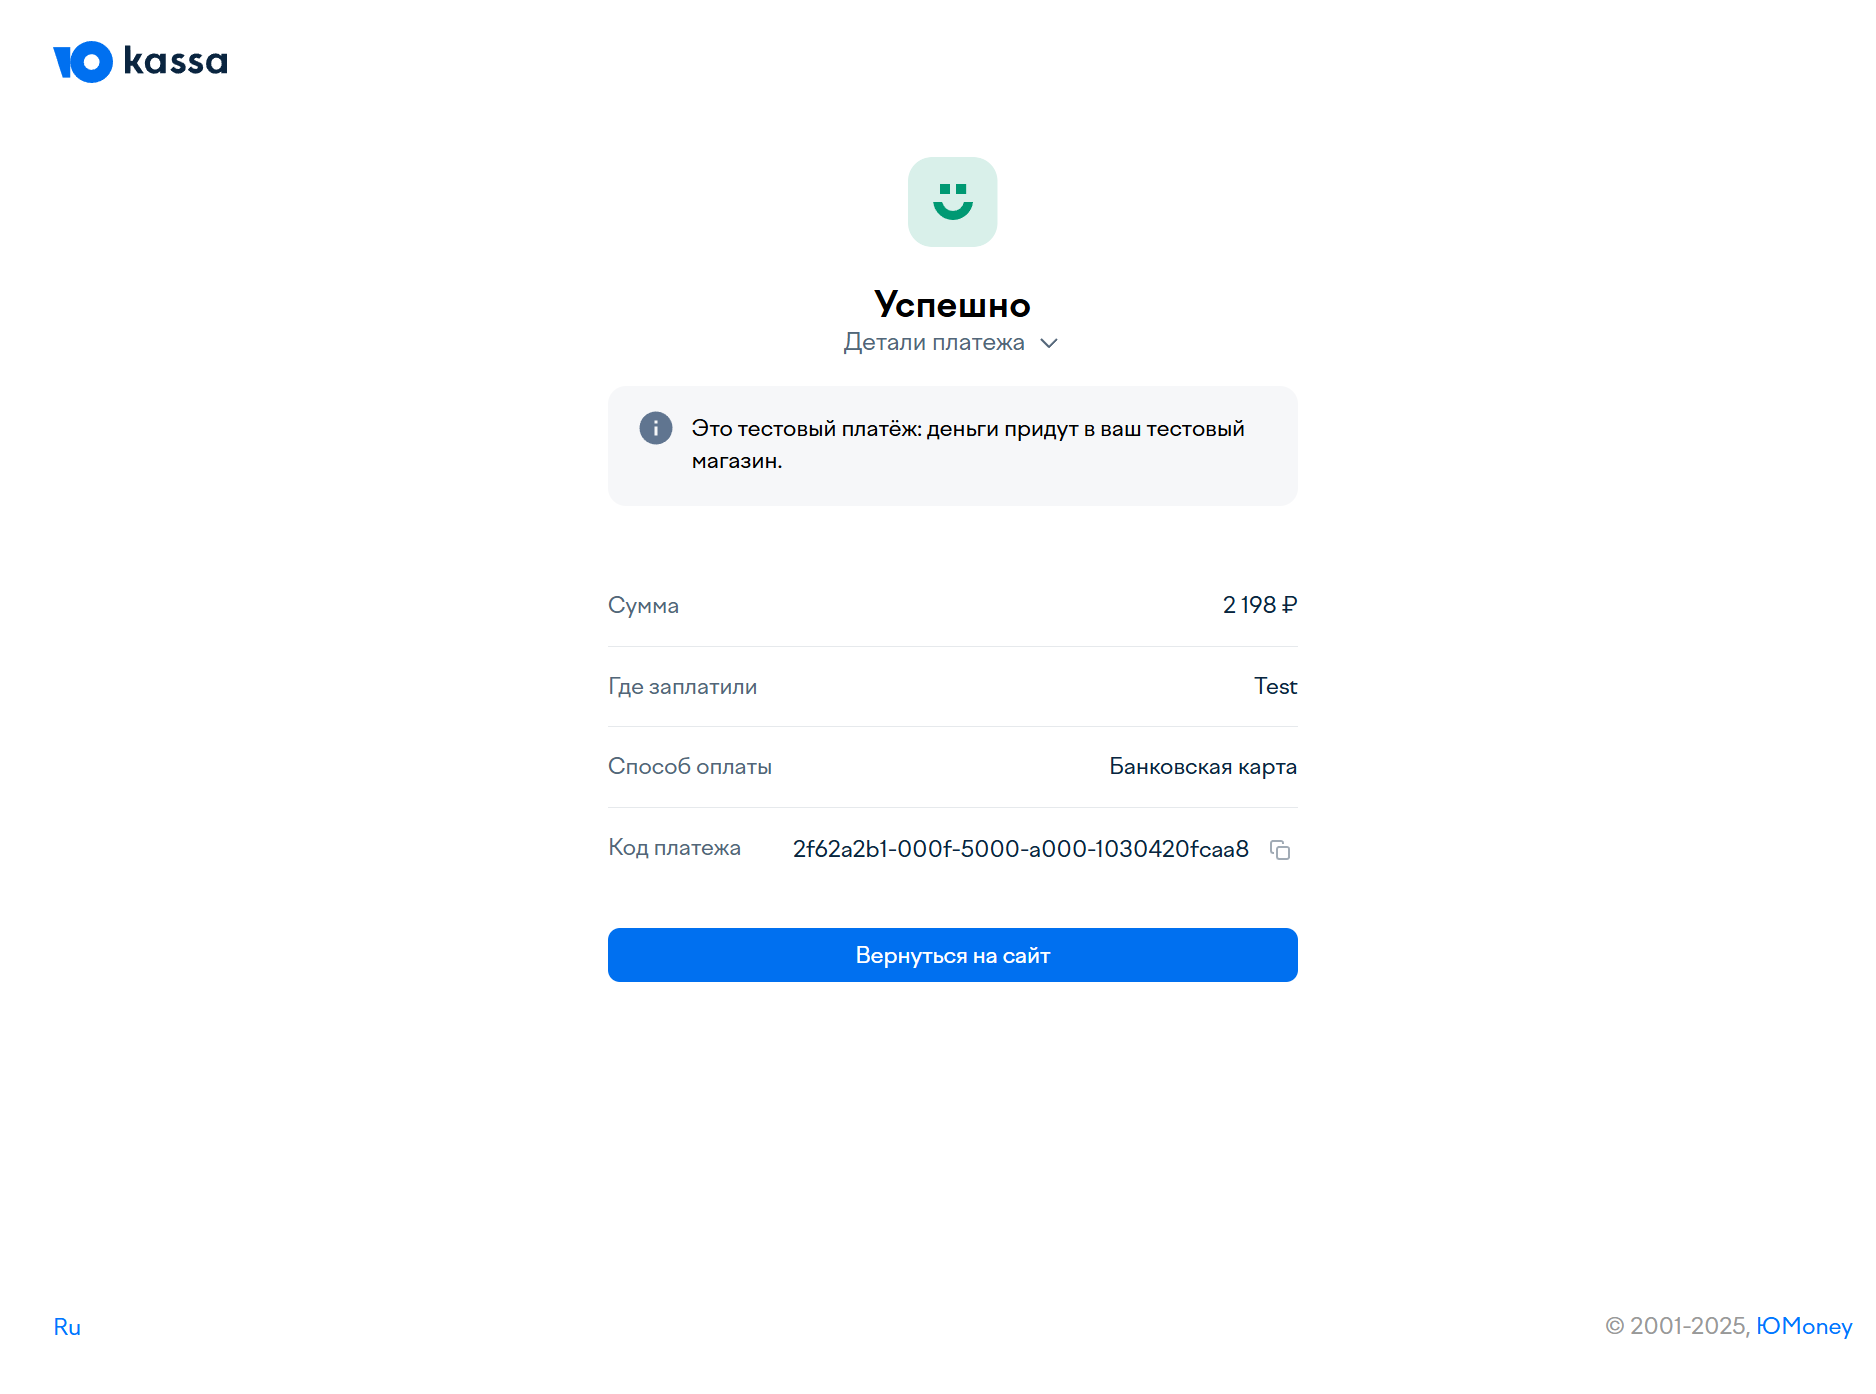 Ю kassa
Успешно
Детали платежа
Это тестовый платёж: деньги придут в ваш тестовый
магазин.
Сумма 2 198 ₽
Где заплатили Test
Способ оплаты Банковская карта
Код платежа 2f62a2b1-000f-5000-a000-1030420fcaa8
Вернуться на сайт
Ru © 2001-2025, ЮMoney